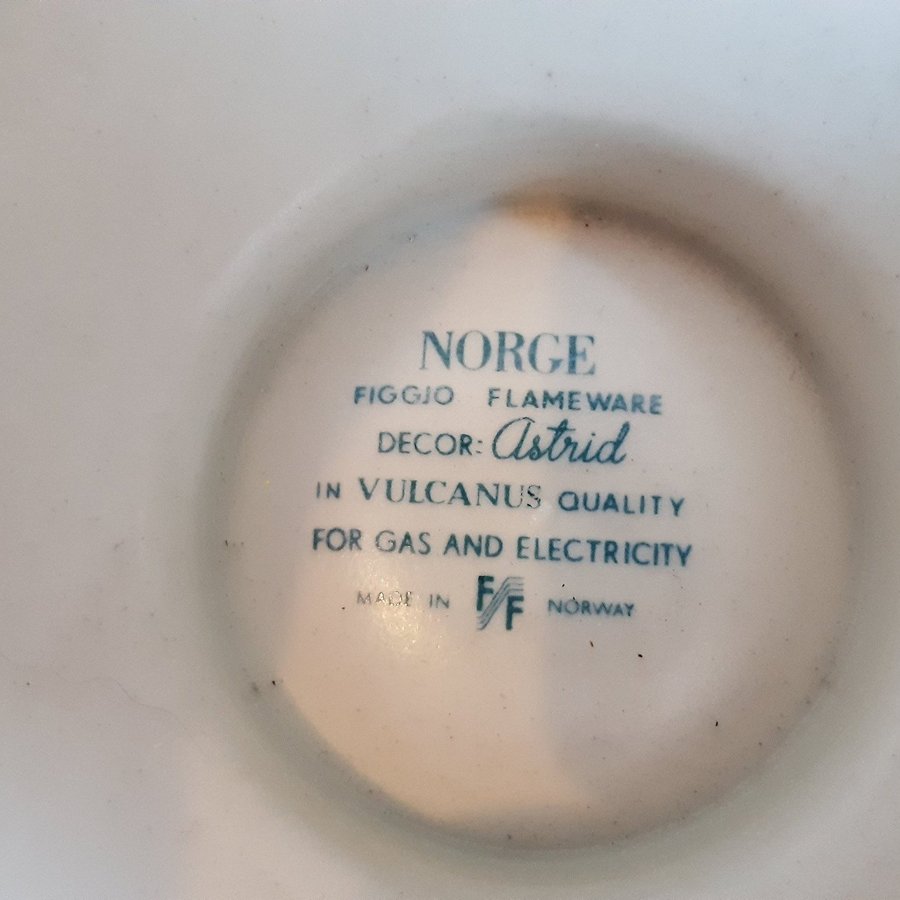 NORGE
FIGGJO FLAMEWARE
DECOR: Astrid
IN VULCANUS QUALITY
FOR GAS AND ELECTRICITY
MADE IN F/F NORWAY